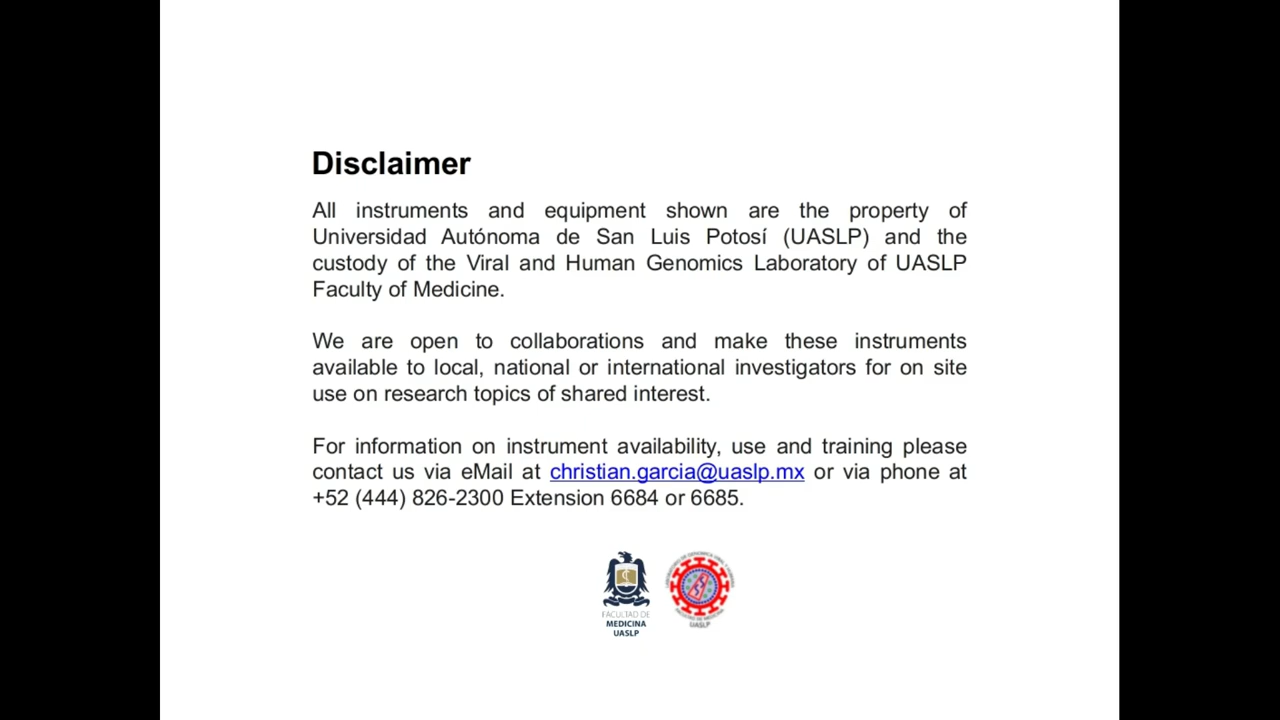 Disclaimer
All instruments and equipment shown are the property of
Universidad Autónoma de San Luis Potosí (UASLP) and the
custody of the Viral and Human Genomics Laboratory of UASLP
Faculty of Medicine.
We are open to collaborations and make these instruments
available to local, national or international investigators for on site
use on research topics of shared interest.
For information on instrument availability, use and training please
contact us via eMail at christian.garcia@uaslp.mx or via phone at
+52 (444) 826-2300 Extension 6684 or 6685.
FACULTAD DE
MEDICINA
UASLP
UASLP